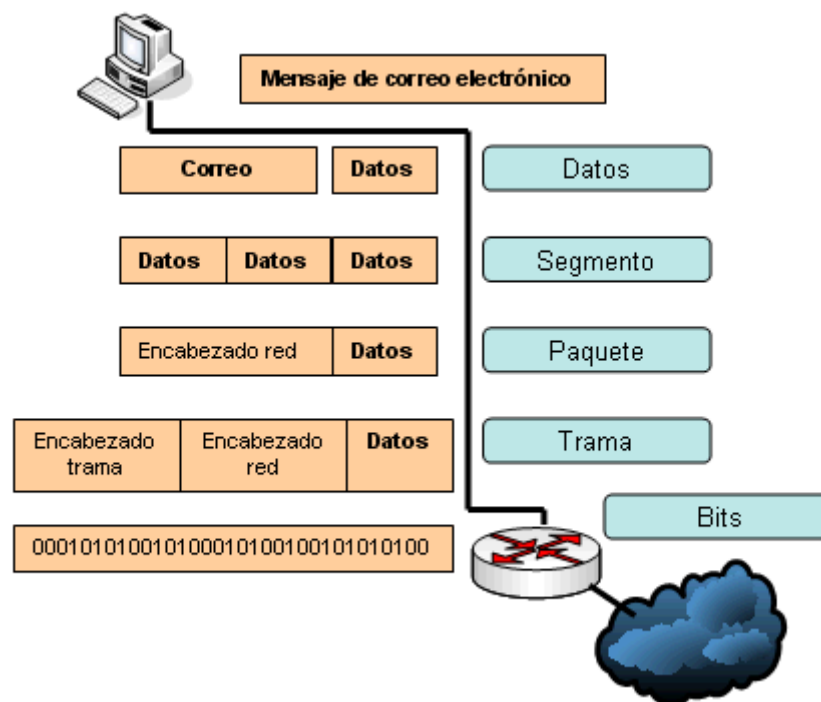 Mensaje de correo electrónico
Correo
Datos
Datos
Datos
Datos
Datos
Segmento
Encabezado red
Datos
Paquete
Encabezado
trama
Encabezado
red
Datos
Trama
Bits
000101010010100010100100101010100